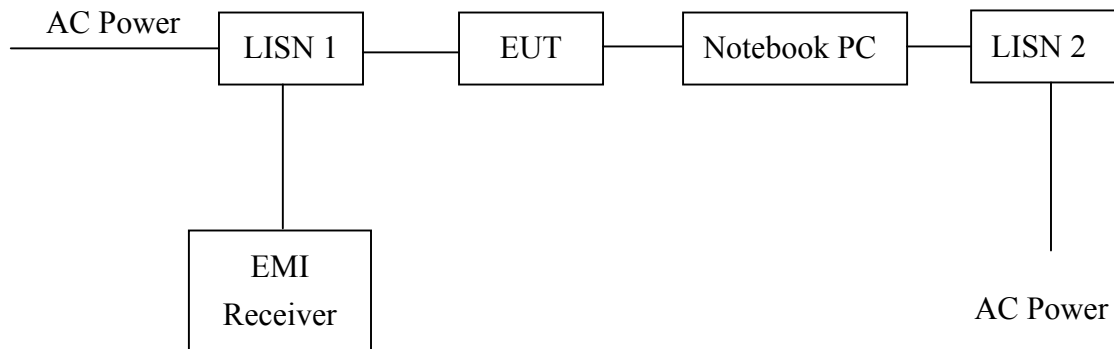 AC Power
LISN 1
EUT
Notebook PC
LISN 2
EMI
Receiver
AC Power